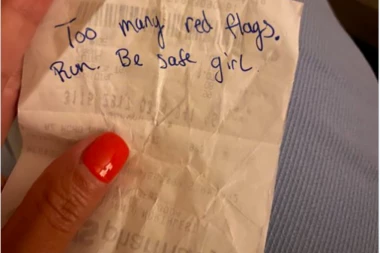 Too many red flags.
Run. Be safe girl.